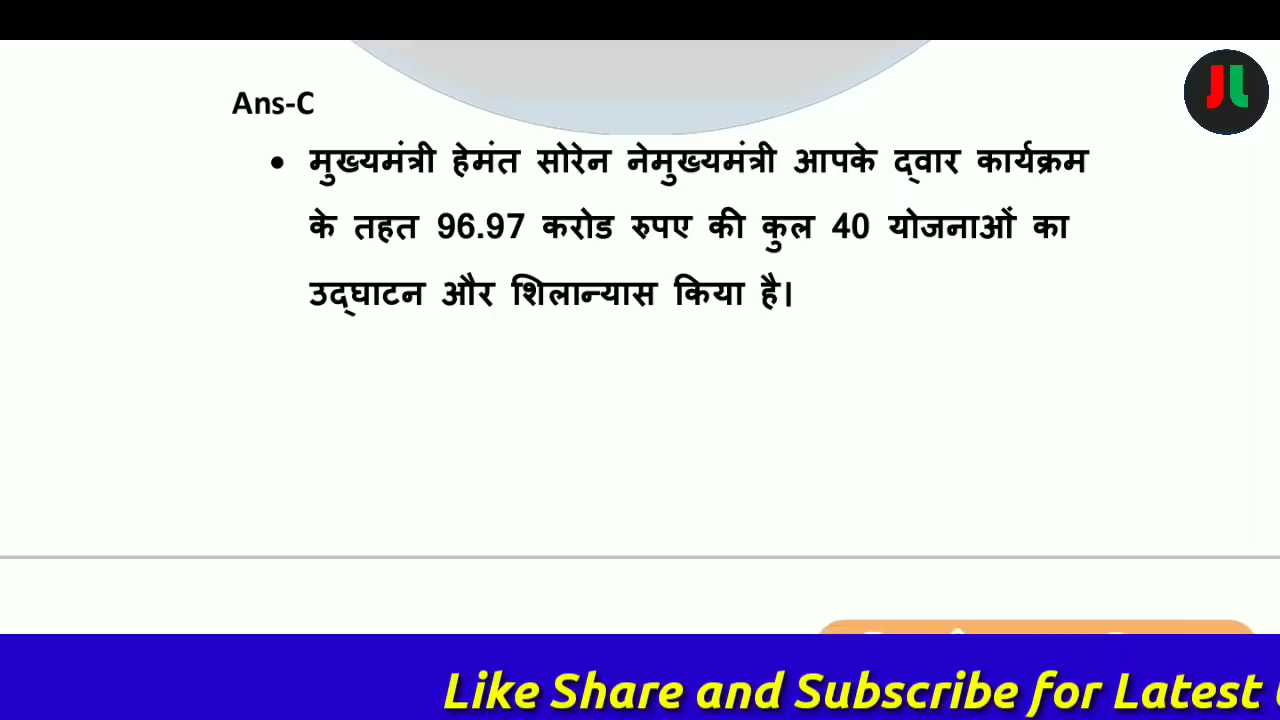 Ans-C
• मुख्यमंत्री हेमंत सोरेन नेमुख्यमंत्री आपके द्वार कार्यक्रम
के तहत 96.97 करोड रुपए की कुल 40 योजनाओं का
उद्घाटन और शिलान्यास किया है।
Like Share and Subscribe for Latest